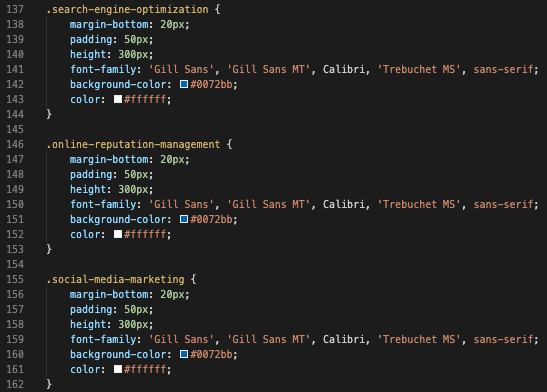 137 .search-engine-optimization {
138 margin-bottom: 20px;
139 padding: 50px;
140 height: 300px;
141 font-family: 'Gill Sans', 'Gill Sans MT', Calibri, 'Trebuchet MS', sans-serif;
142 background-color: #0072bb;
143 color: #ffffff;
144 }
145
146 .online-reputation-management {
147 margin-bottom: 20px;
148 padding: 50px;
149 height: 300px;
150 font-family: 'Gill Sans', 'Gill Sans MT', Calibri, 'Trebuchet MS', sans-serif;
151 background-color: #0072bb;
152 color: #ffffff;
153 }
154
155 .social-media-marketing {
156 margin-bottom: 20px;
157 padding: 50px;
158 height: 300px;
159 font-family: 'Gill Sans', 'Gill Sans MT', Calibri, 'Trebuchet MS', sans-serif;
160 background-color: #0072bb;
161 color: #ffffff;
162 }